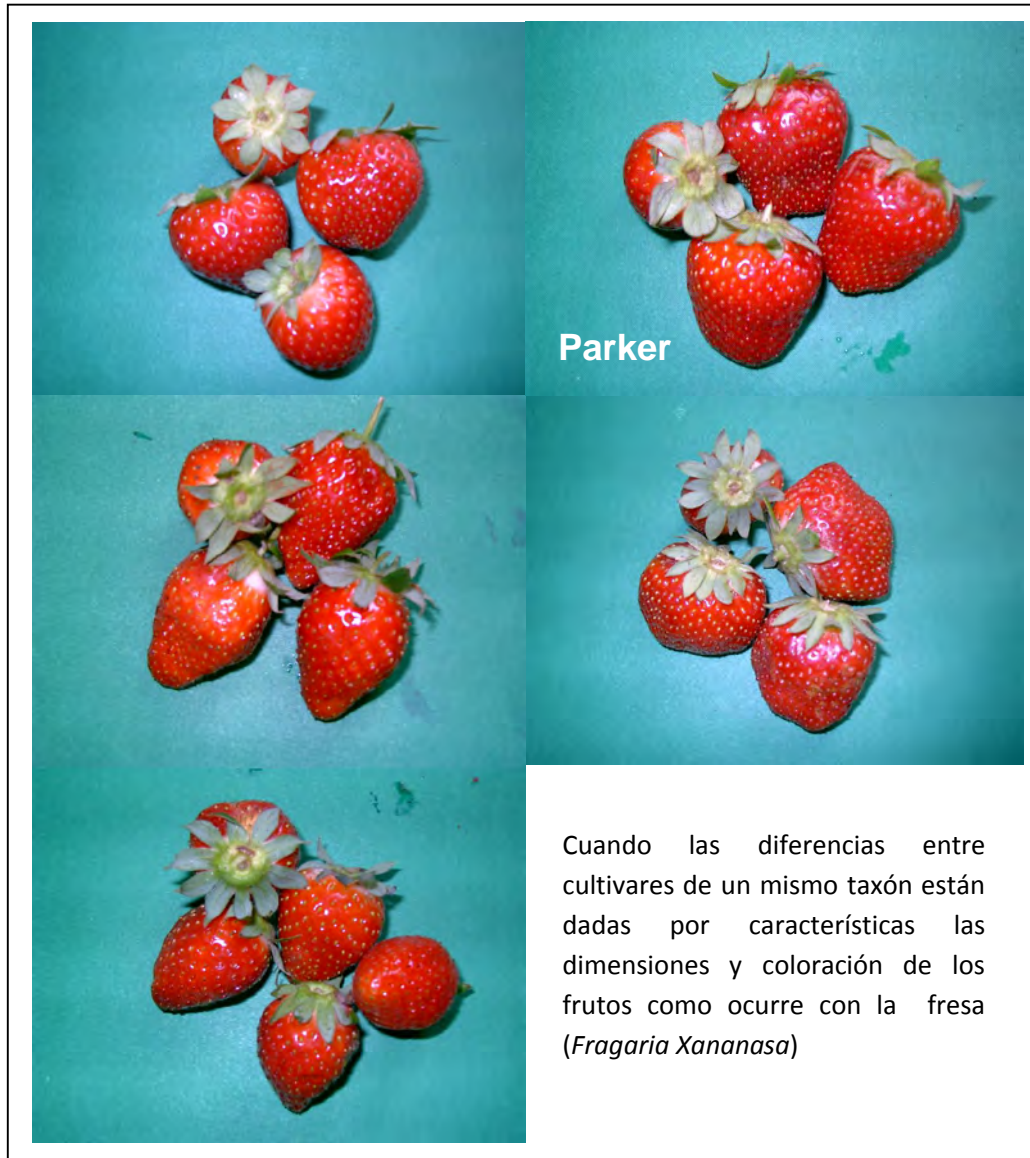 Parker
Cuando las diferencias entre
cultivares de un mismo taxón están
dadas por características las
dimensiones y coloración de los
frutos como ocurre con la fresa
(Fragaria Xananasa)